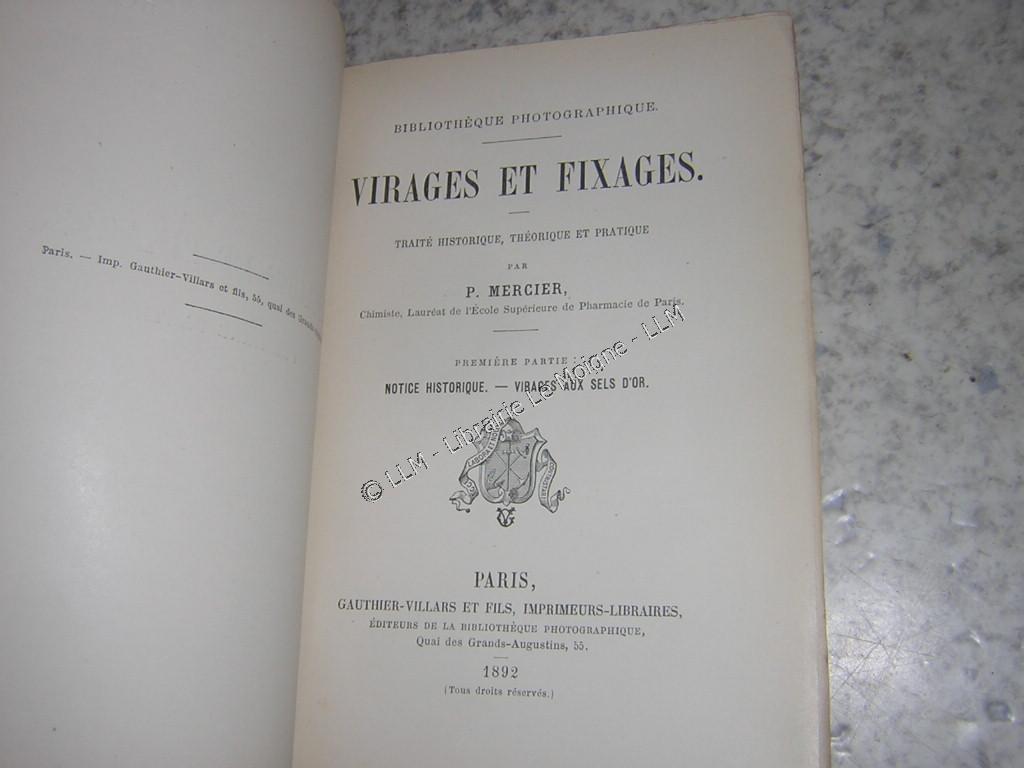 Paris. — Imp. Gauthier-Villars et fils, 55, quai des
BIBLIOTHÈQUE PHOTOGRAPHIQUE.
VIRAGES ET FIXAGES.
TRAITÉ HISTORIQUE, THÉORIQUE ET PRATIQUE
PAR
P. MERCIER,
Chimiste, Lauréat de l'École Supérieure de Pharmacie de Paris.
PREMIÈRE PARTIE :
NOTICE HISTORIQUE. — VIRAGES AUX SELS D'OR.
© LLM - Librairie Le Moigne - LLM
PARIS,
GAUTHIER-VILLARS ET FILS, IMPRIMEURS-LIBRAIRES,
ÉDITEURS DE LA BIBLIOTHÈQUE PHOTOGRAPHIQUE,
Quai des Grands-Augustins, 55.
1892
(Tous droits réservés.)